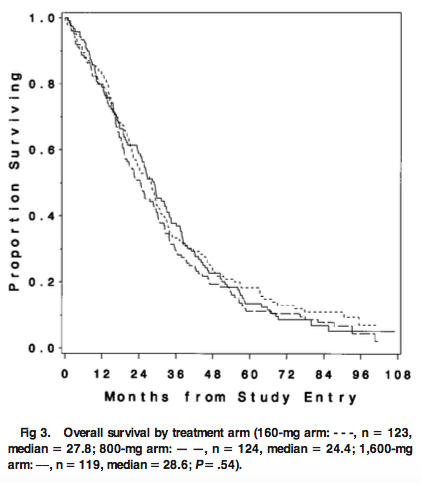 1.0
0.8
0.6
0.4
0.2
0.0
Proportion Surviving
0 12 24 36 48 60 72 84 96 108
Months from Study Entry
Fig 3. Overall survival by treatment arm (160-mg arm: - - -, n = 123,
median = 27.8; 800-mg arm: — —, n = 124, median = 24.4; 1,600-mg
arm: —, n = 119, median = 28.6; P= .54).